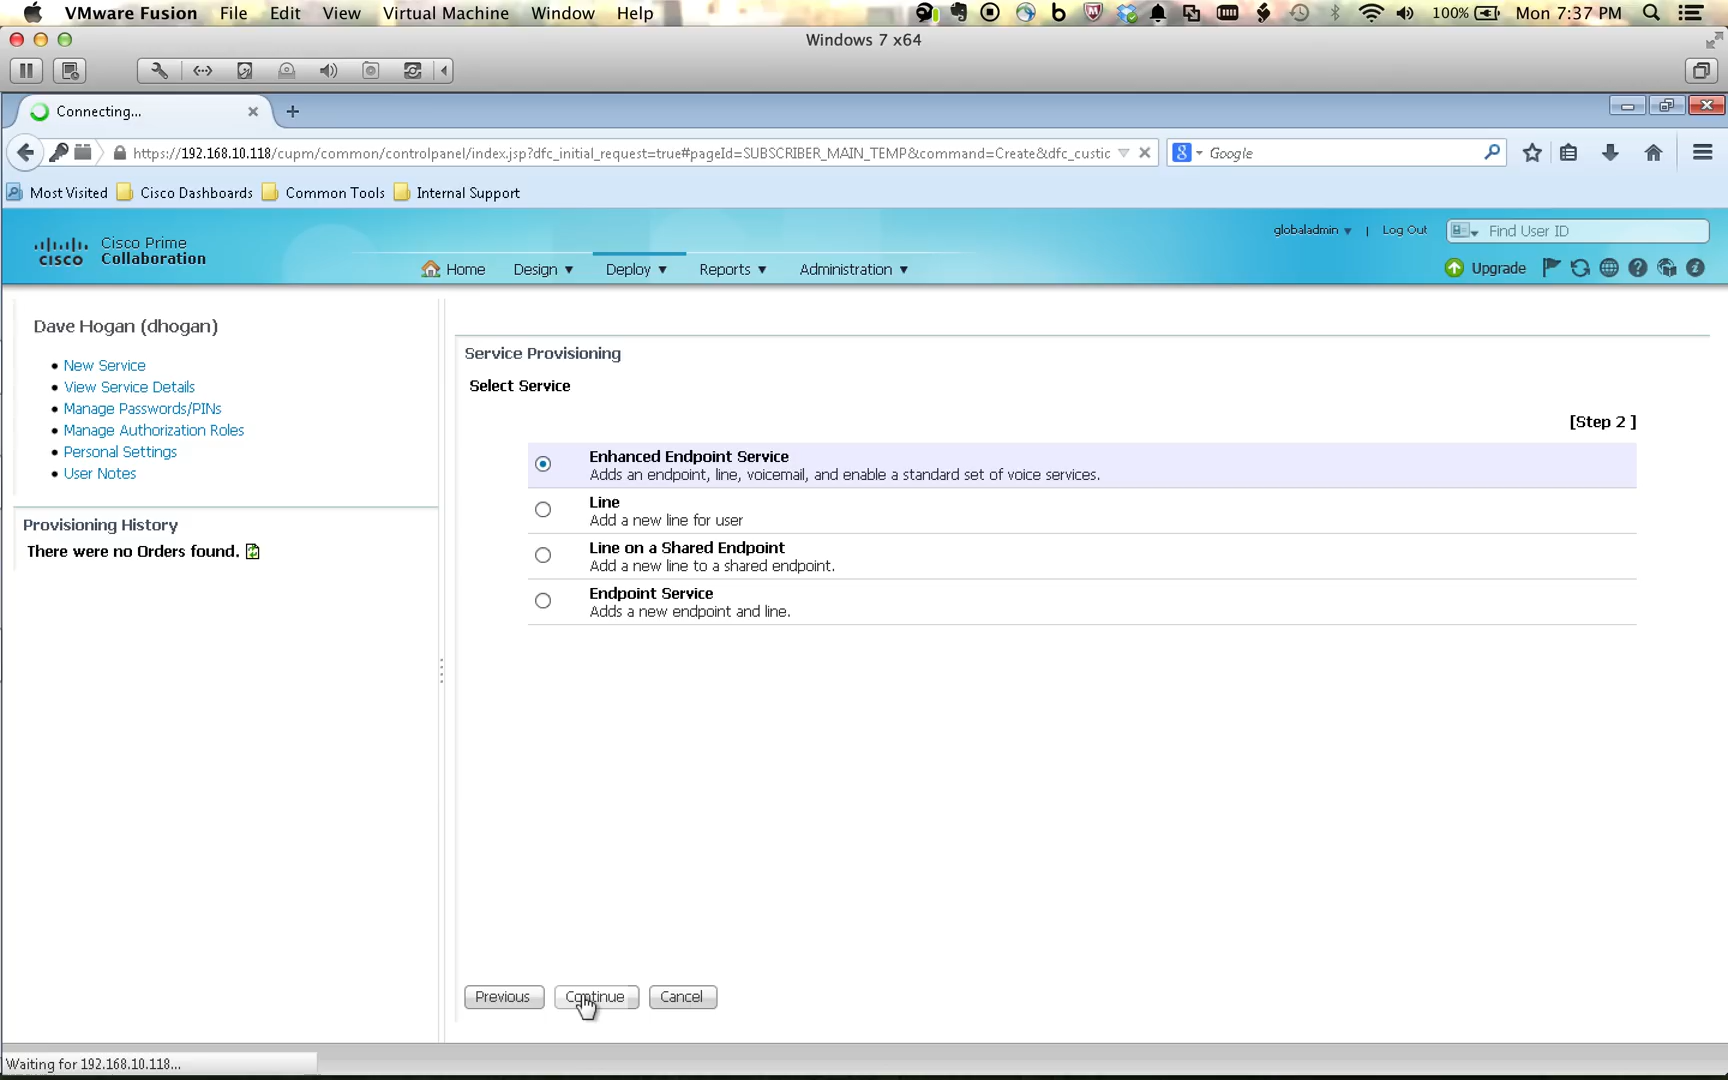 VMware Fusion File Edit View Virtual Machine Window Help 100% Mon 7:37 PM
Windows 7 x64
Connecting...
https://192.168.10.118/cupm/common/controlpanel/index.jsp?dfc_initial_request=true#pageId=SUBSCRIBER_MAIN_TEMP&command=Create&dfc_custic Google
Most Visited Cisco Dashboards Common Tools Internal Support
globaladmin | Log Out Find User ID
CISCO Cisco Prime
Collaboration
Home Design Deploy Reports Administration Upgrade
Dave Hogan (dhogan)
New Service
View Service Details
Manage Passwords/PINs
Manage Authorization Roles
Personal Settings
User Notes
Provisioning History
There were no Orders found.
Service Provisioning
Select Service
[Step 2 ]
Enhanced Endpoint Service
Adds an endpoint, line, voicemail, and enable a standard set of voice services.
Line
Add a new line for user
Line on a Shared Endpoint
Add a new line to a shared endpoint.
Endpoint Service
Adds a new endpoint and line.
Previous Continue Cancel
Waiting for 192.168.10.118...